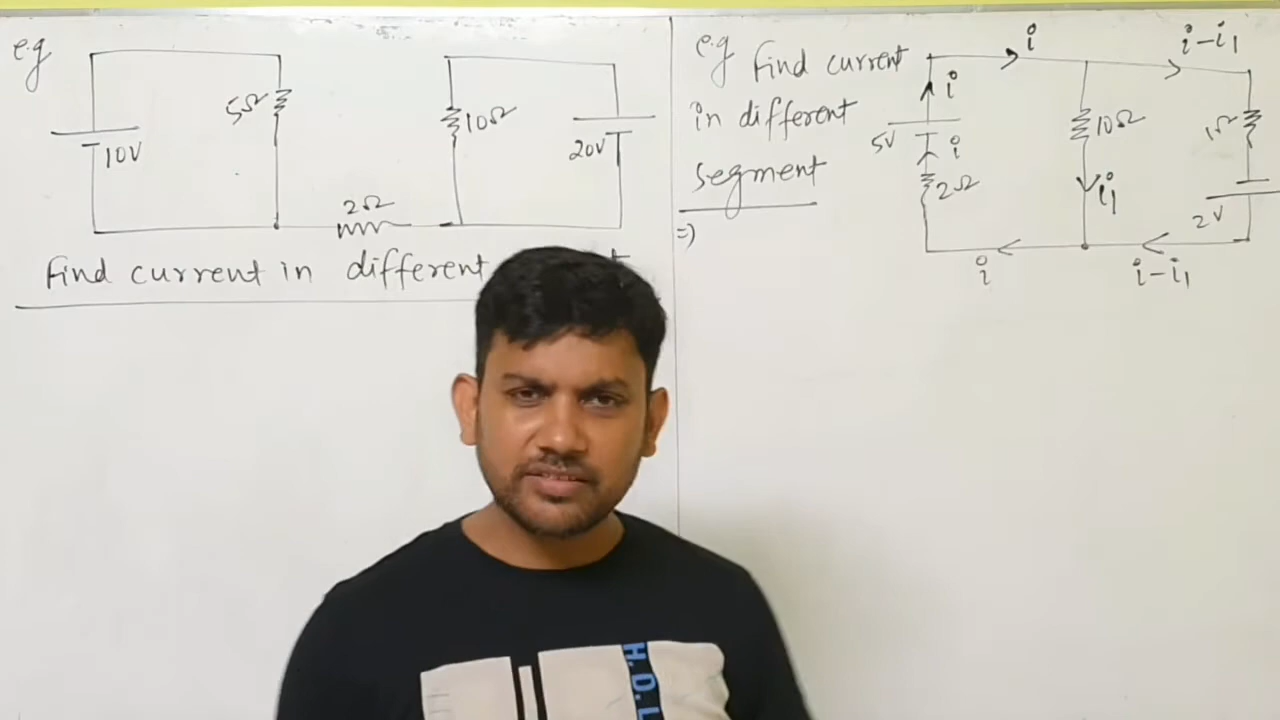 e.g
5Ω
10V
2Ω
10Ω
20V
Find current in different
e.g Find current
in different
segment
=)
i
i
i-i1
5V
i
2Ω
10Ω
i1
1Ω
2V
i
i-i1
H.D.L